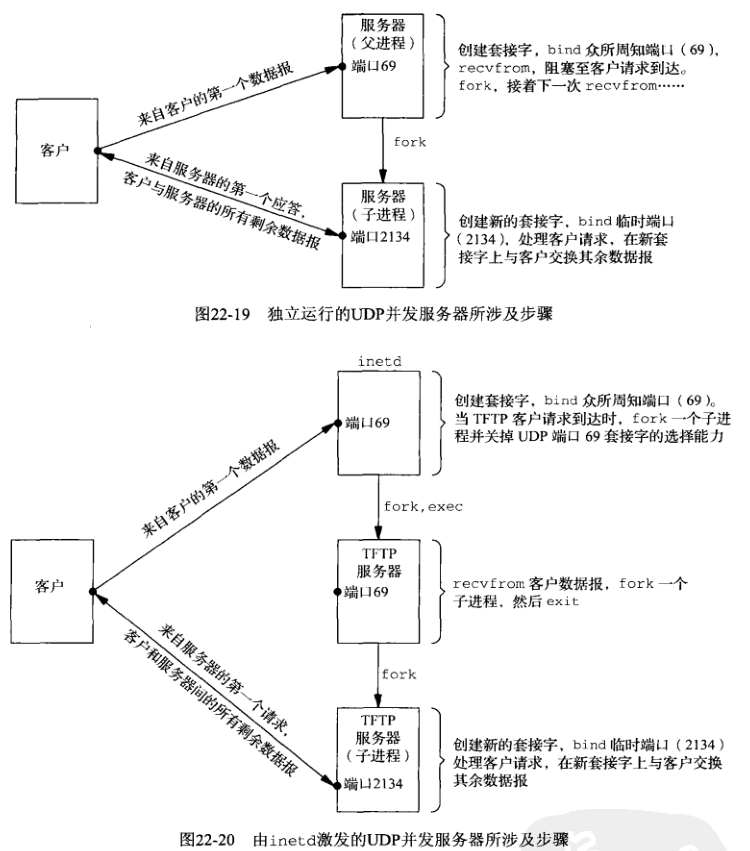 服务器
（父进程）
端口69
创建套接字，bind 众所周知端口（69），
recvfrom，阻塞至客户请求到达。
fork，接着下一次 recvfrom……
来自客户的第一个数据报
客户
fork
来自服务器的第一个应答，
客户与服务器的所有剩余数据报
服务器
（子进程）
端口2134
创建新的套接字，bind 临时端口
（2134），处理客户请求，在新套
接字上与客户交换其余数据报
图22-19 独立运行的UDP并发服务器所涉及步骤
inetd
端口69
创建套接字，bind 众所周知端口（69）。
当 TFTP 客户请求到达时，fork 一个子进
程并关掉 UDP 端口 69 套接字的选择能力
来自客户的第一个数据报
fork,exec
客户
TFTP
服务器
端口69
recvfrom 客户数据报，fork 一个
子进程，然后 exit
来自服务器的第一个请求，
客户和服务器间的所有剩余数据报
fork
TFTP
服务器
（子进程）
端口2134
创建新的套接字，bind 临时端口（2134）
处理客户请求，在新套接字上与客户交换
其余数据报
图22-20 由inetd激发的UDP并发服务器所涉及步骤